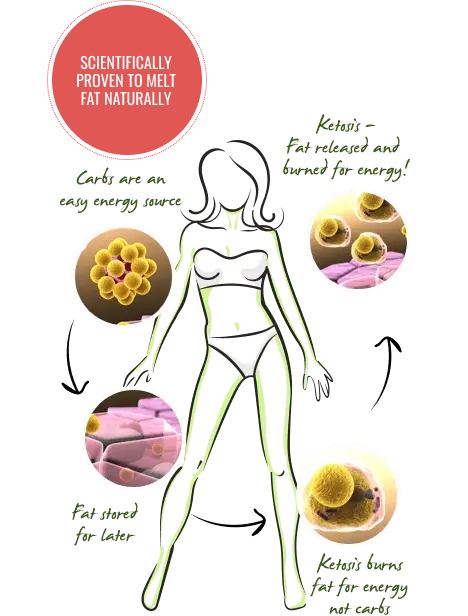 SCIENTIFICALLY
PROVEN TO MELT
FAT NATURALLY
Ketosis –
Fat released and
burned for energy!
Carbs are an
easy energy source
Fat stored
for later
Ketosis burns
fat for energy
not carbs